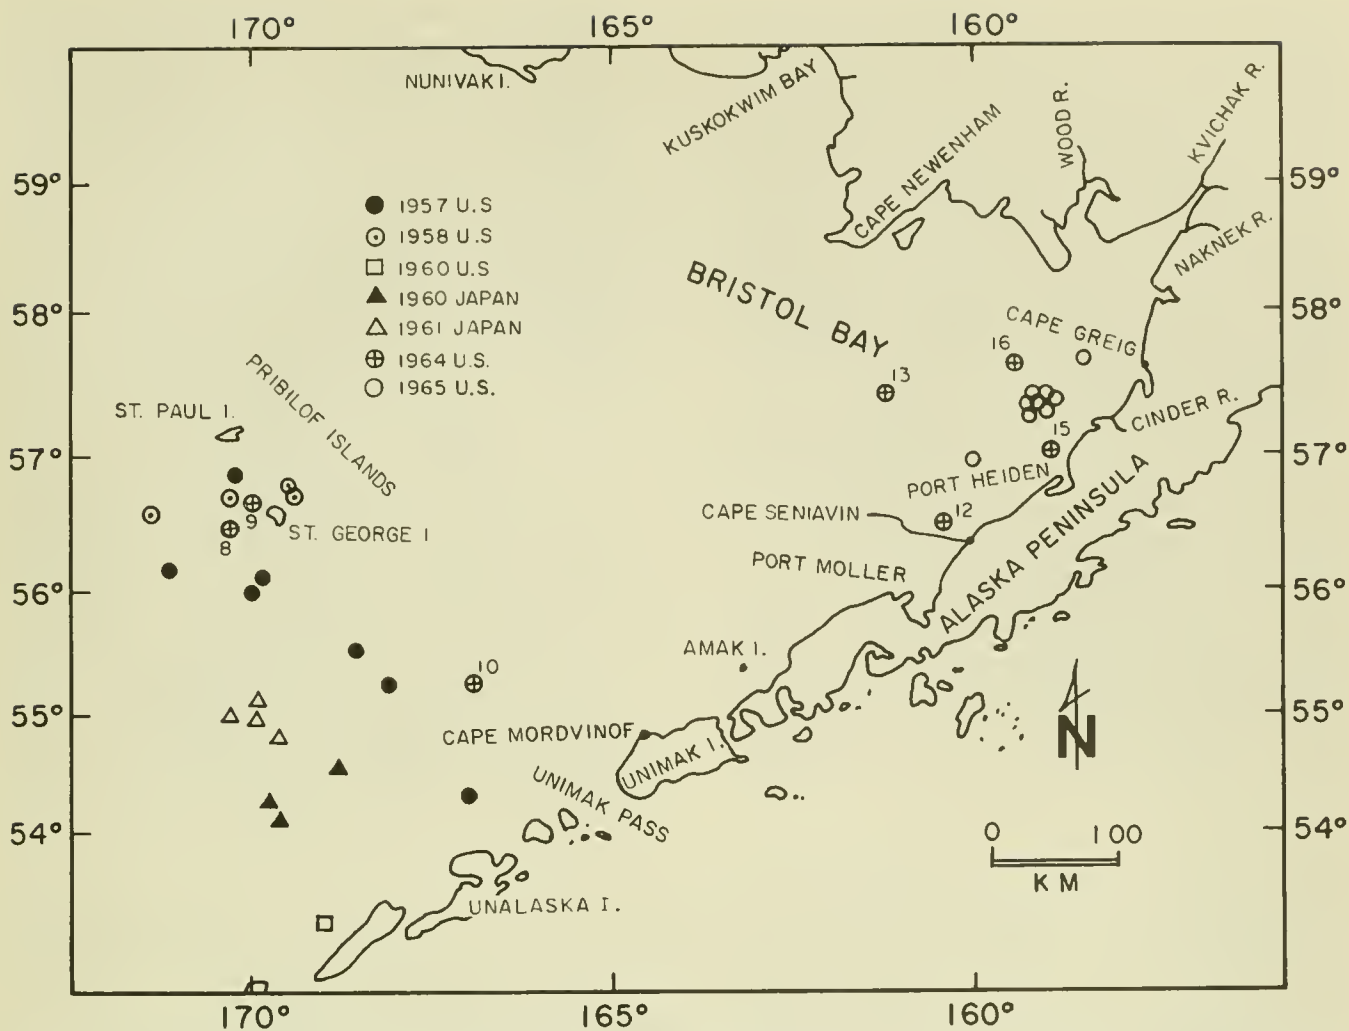 170° 165° 160°
NUNIVAK I.
KUSKOKWIM BAY
CAPE NEWENHAM
WOOD R.
KVICHAK R.
NAKNEK R.
59° 59°
1957 U.S
1958 U.S
1960 U.S
1960 JAPAN
1961 JAPAN
1964 U.S.
1965 U.S.
BRISTOL BAY
58° 58°
CAPE GREIG
16
13
PRIBILOF ISLANDS
ST. PAUL I.
CINDER R.
15
57° 57°
PORT HEIDEN
CAPE SENIAVIN
12
9
ST. GEORGE I
8
PORT MOLLER
ALASKA PENINSULA
56° 56°
AMAK I.
10
55° 55°
CAPE MORDVINOF
UNIMAK I.
N
UNIMAK PASS
54° 54°
0 100
KM
UNALASKA I.
170° 165° 160°